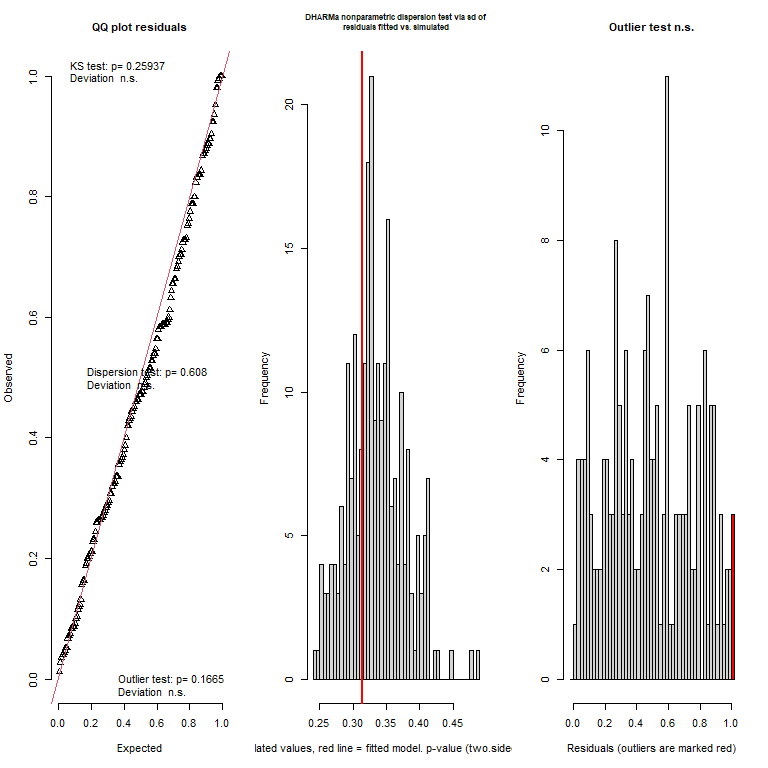 QQ plot residuals
KS test: p= 0.25937
Deviation n.s.
Dispersion test: p= 0.608
Deviation n.s.
Outlier test: p= 0.1665
Deviation n.s.
Observed
0.0 0.2 0.4 0.6 0.8 1.0
0.0 0.2 0.4 0.6 0.8 1.0
Expected
DHARMa nonparametric dispersion test via sd of
residuals fitted vs. simulated
Frequency
0 5 10 15 20
0.25 0.30 0.35 0.40 0.45
lated values, red line = fitted model. p-value (two.side
Outlier test n.s.
Frequency
0 2 4 6 8 10
0.0 0.2 0.4 0.6 0.8 1.0
Residuals (outliers are marked red)